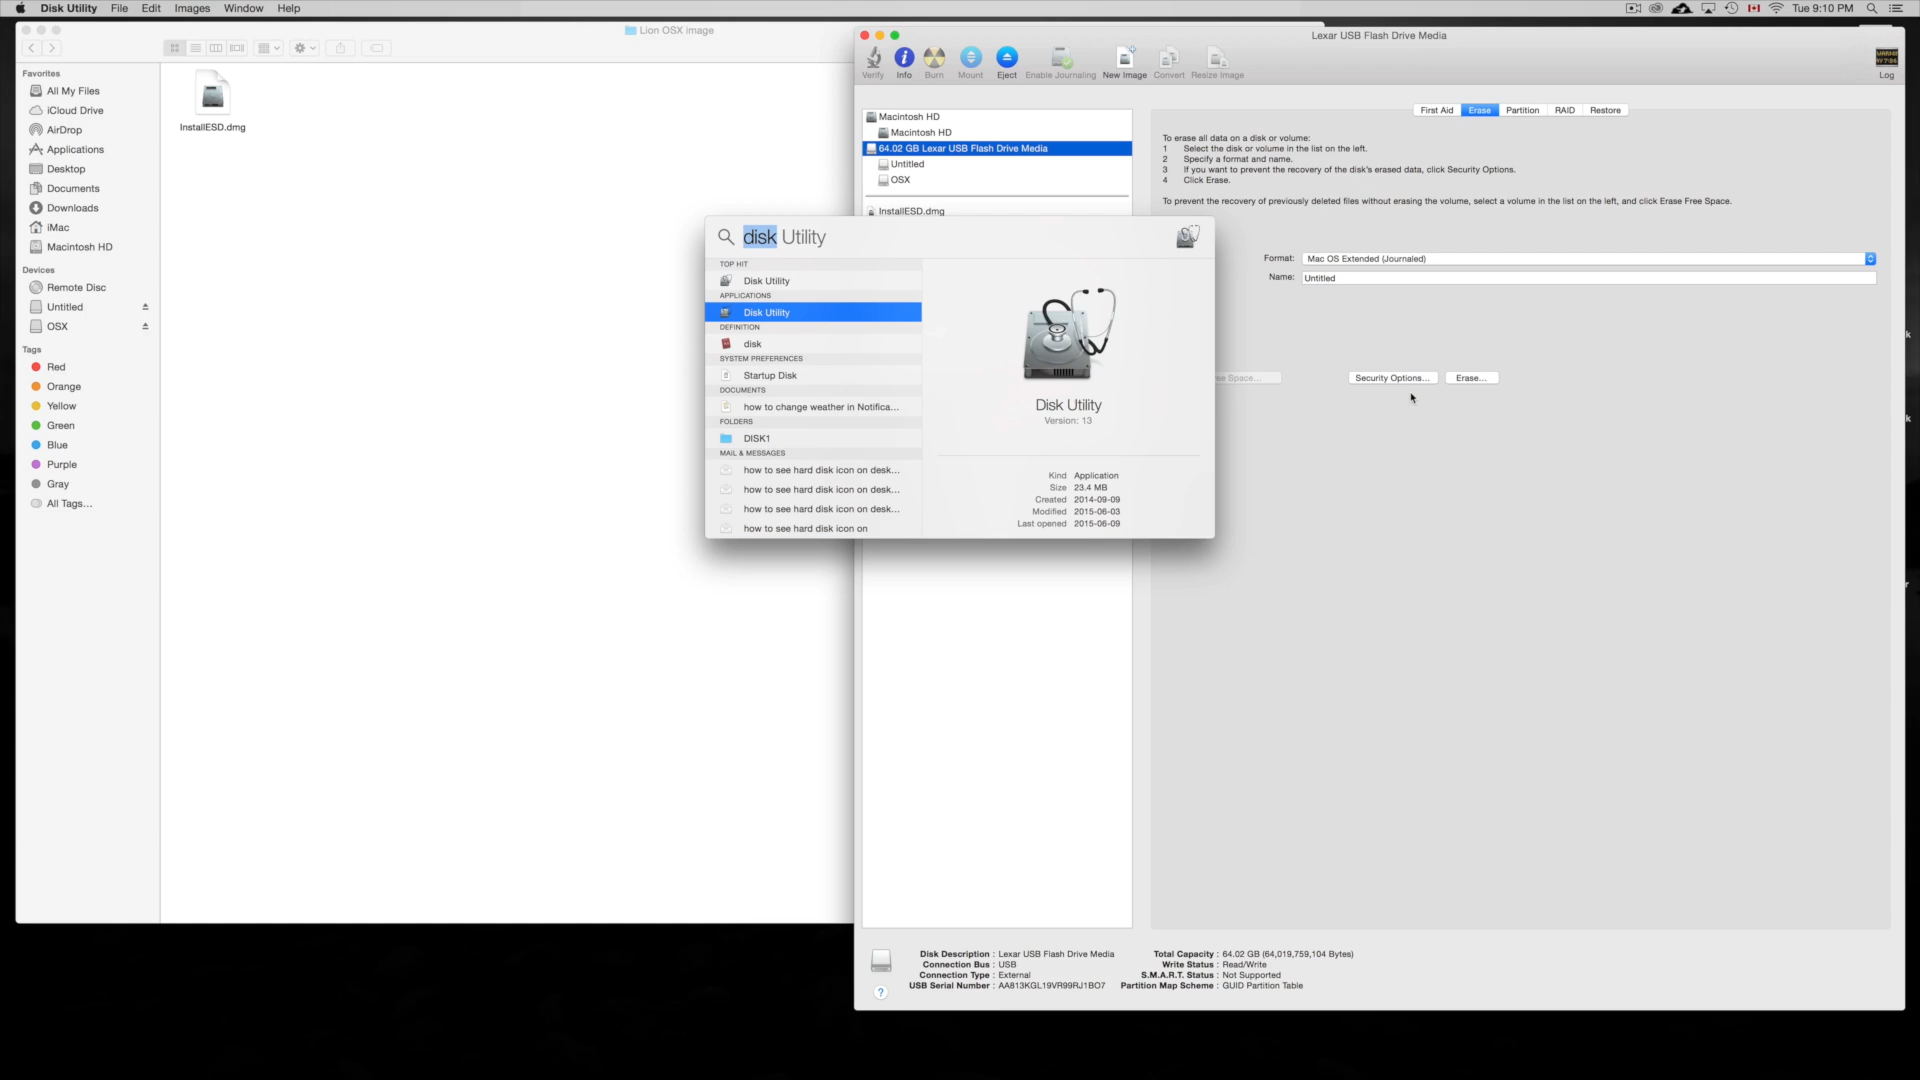 Disk Utility File Edit Images Window Help
Tue 9:10 PM
Lion OSX image
Favorites
All My Files
iCloud Drive
AirDrop
Applications
Desktop
Documents
Downloads
iMac
Macintosh HD
Devices
Remote Disc
Untitled
OSX
Tags
Red
Orange
Yellow
Green
Blue
Purple
Gray
All Tags...
InstallESD.dmg
Lexar USB Flash Drive Media
Verify Info Burn Mount Eject Enable Journaling New Image Convert Resize Image
Log
Macintosh HD
Macintosh HD
64.02 GB Lexar USB Flash Drive Media
Untitled
OSX
InstallESD.dmg
First Aid Erase Partition RAID Restore
To erase all data on a disk or volume:
1 Select the disk or volume in the list on the left.
2 Specify a format and name.
3 If you want to prevent the recovery of the disk's erased data, click Security Options.
4 Click Erase.
To prevent the recovery of previously deleted files without erasing the volume, select a volume in the list on the left, and click Erase Free Space.
Format: Mac OS Extended (Journaled)
Name: Untitled
Space... Security Options... Erase...
disk Utility
TOP HIT
Disk Utility
APPLICATIONS
Disk Utility
DEFINITION
disk
SYSTEM PREFERENCES
Startup Disk
DOCUMENTS
how to change weather in Notifica...
FOLDERS
DISK1
MAIL & MESSAGES
how to see hard disk icon on desk...
how to see hard disk icon on desk...
how to see hard disk icon on desk...
how to see hard disk icon on
Disk Utility
Version: 13
Kind Application
Size 23.4 MB
Created 2014-09-09
Modified 2015-06-03
Last opened 2015-06-09
Disk Description : Lexar USB Flash Drive Media
Connection Bus : USB
Connection Type : External
USB Serial Number : AA813KGL19VR99RJ1BO7
Total Capacity : 64.02 GB (64,019,759,104 Bytes)
Write Status : Read/Write
S.M.A.R.T. Status : Not Supported
Partition Map Scheme : GUID Partition Table